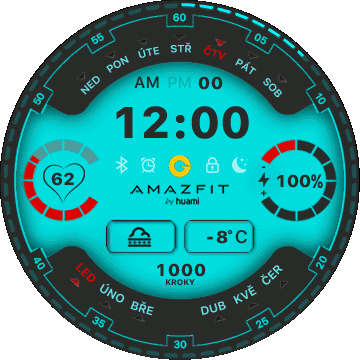 60
55 05
50 10
NED PON ÚTE STŘ ČTV PÁT SOB
AM PM 00
12:00
62
100%
AMAZFIT
by huami
-8°C
1000
KROKY
LED ÚNO BŘE DUB KVĚ ČER
40 20
35 25
30